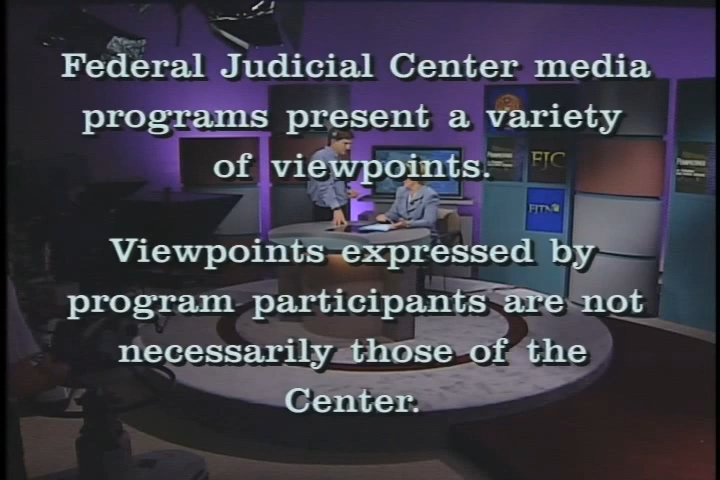 Federal Judicial Center media
programs present a variety
of viewpoints.
Viewpoints expressed by
program participants are not
necessarily those of the
Center.
FJC
FJTN